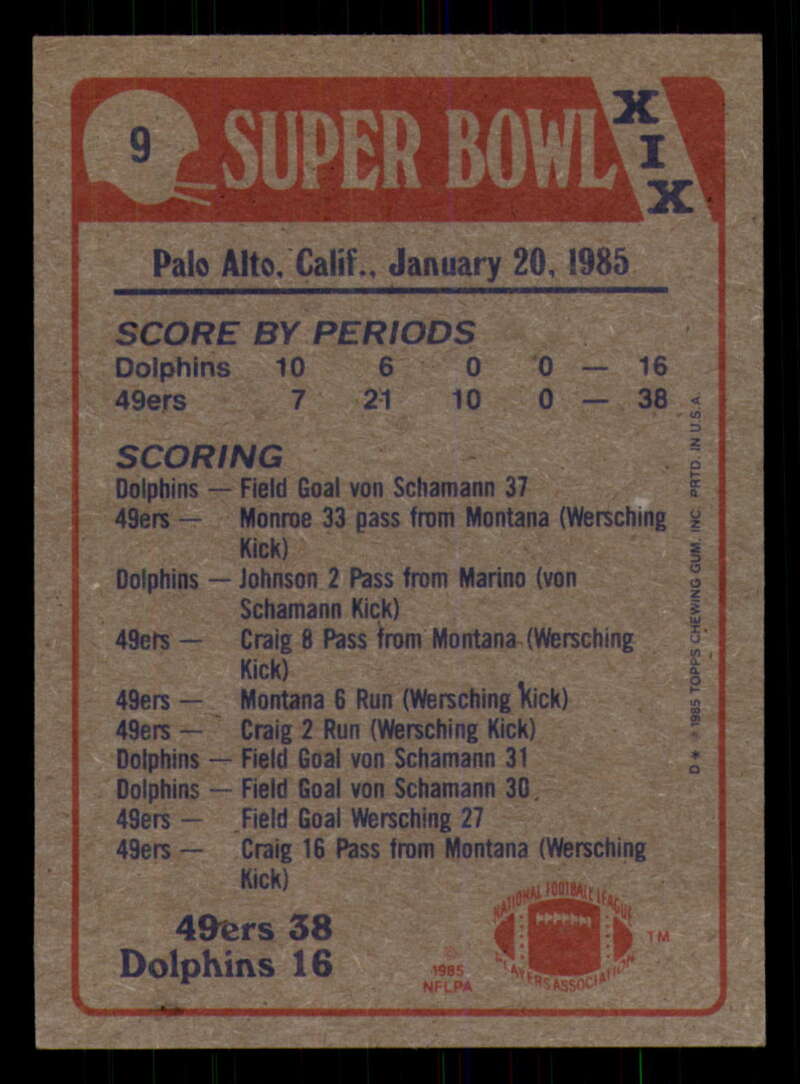 9
SUPER BOWL XIX
Palo Alto, Calif., January 20, 1985
SCORE BY PERIODS
Dolphins 10 6 0 0 — 16
49ers 7 21 10 0 — 38
SCORING
Dolphins — Field Goal von Schamann 37
49ers — Monroe 33 pass from Montana (Wersching
Kick)
Dolphins — Johnson 2 Pass from Marino (von
Schamann Kick)
49ers — Craig 8 Pass from Montana (Wersching
Kick)
49ers — Montana 6 Run (Wersching Kick)
49ers — Craig 2 Run (Wersching Kick)
Dolphins — Field Goal von Schamann 31
Dolphins — Field Goal von Schamann 30
49ers — Field Goal Wersching 27
49ers — Craig 16 Pass from Montana (Wersching
Kick)
49ers 38
Dolphins 16
©
1985
NFLPA
NATIONAL FOOTBALL LEAGUE
PLAYERS ASSOCIATION
TM
D* © 1985 TOPPS CHEWING GUM, INC. PRTD. IN U.S.A.